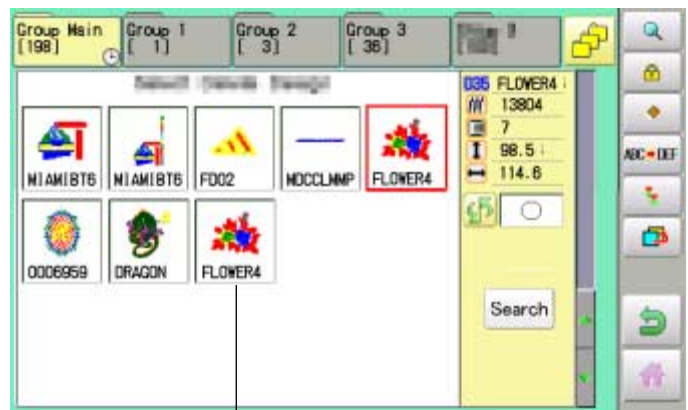 Group Main
[198]
Group 1
[ 1]
Group 2
[ 3]
Group 3
[ 36]
035 FLOWER4
13804
7
98.5
114.6
MIAMIBT6
MIAMIBT6
FD02
MDCCLMMP
FLOWER4
0006959
DRAGON
FLOWER4
Search
ABC DEF